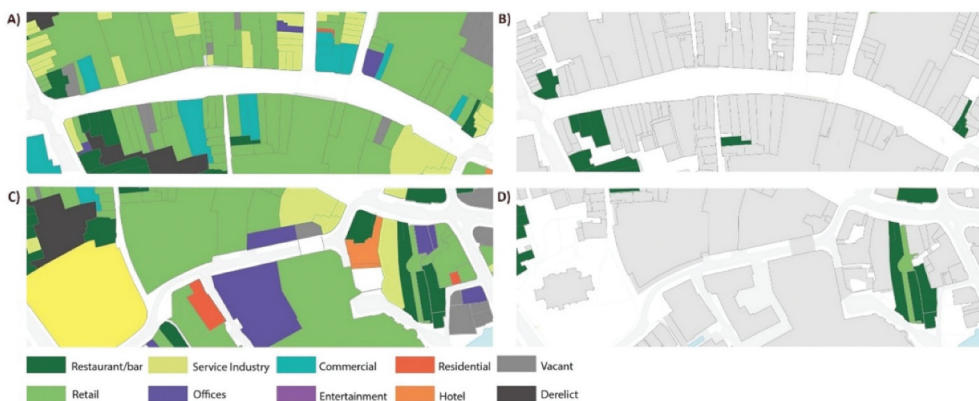 A)
B)
C)
D)
Restaurant/bar Service Industry Commercial Residential Vacant
Retail Offices Entertainment Hotel Derelict